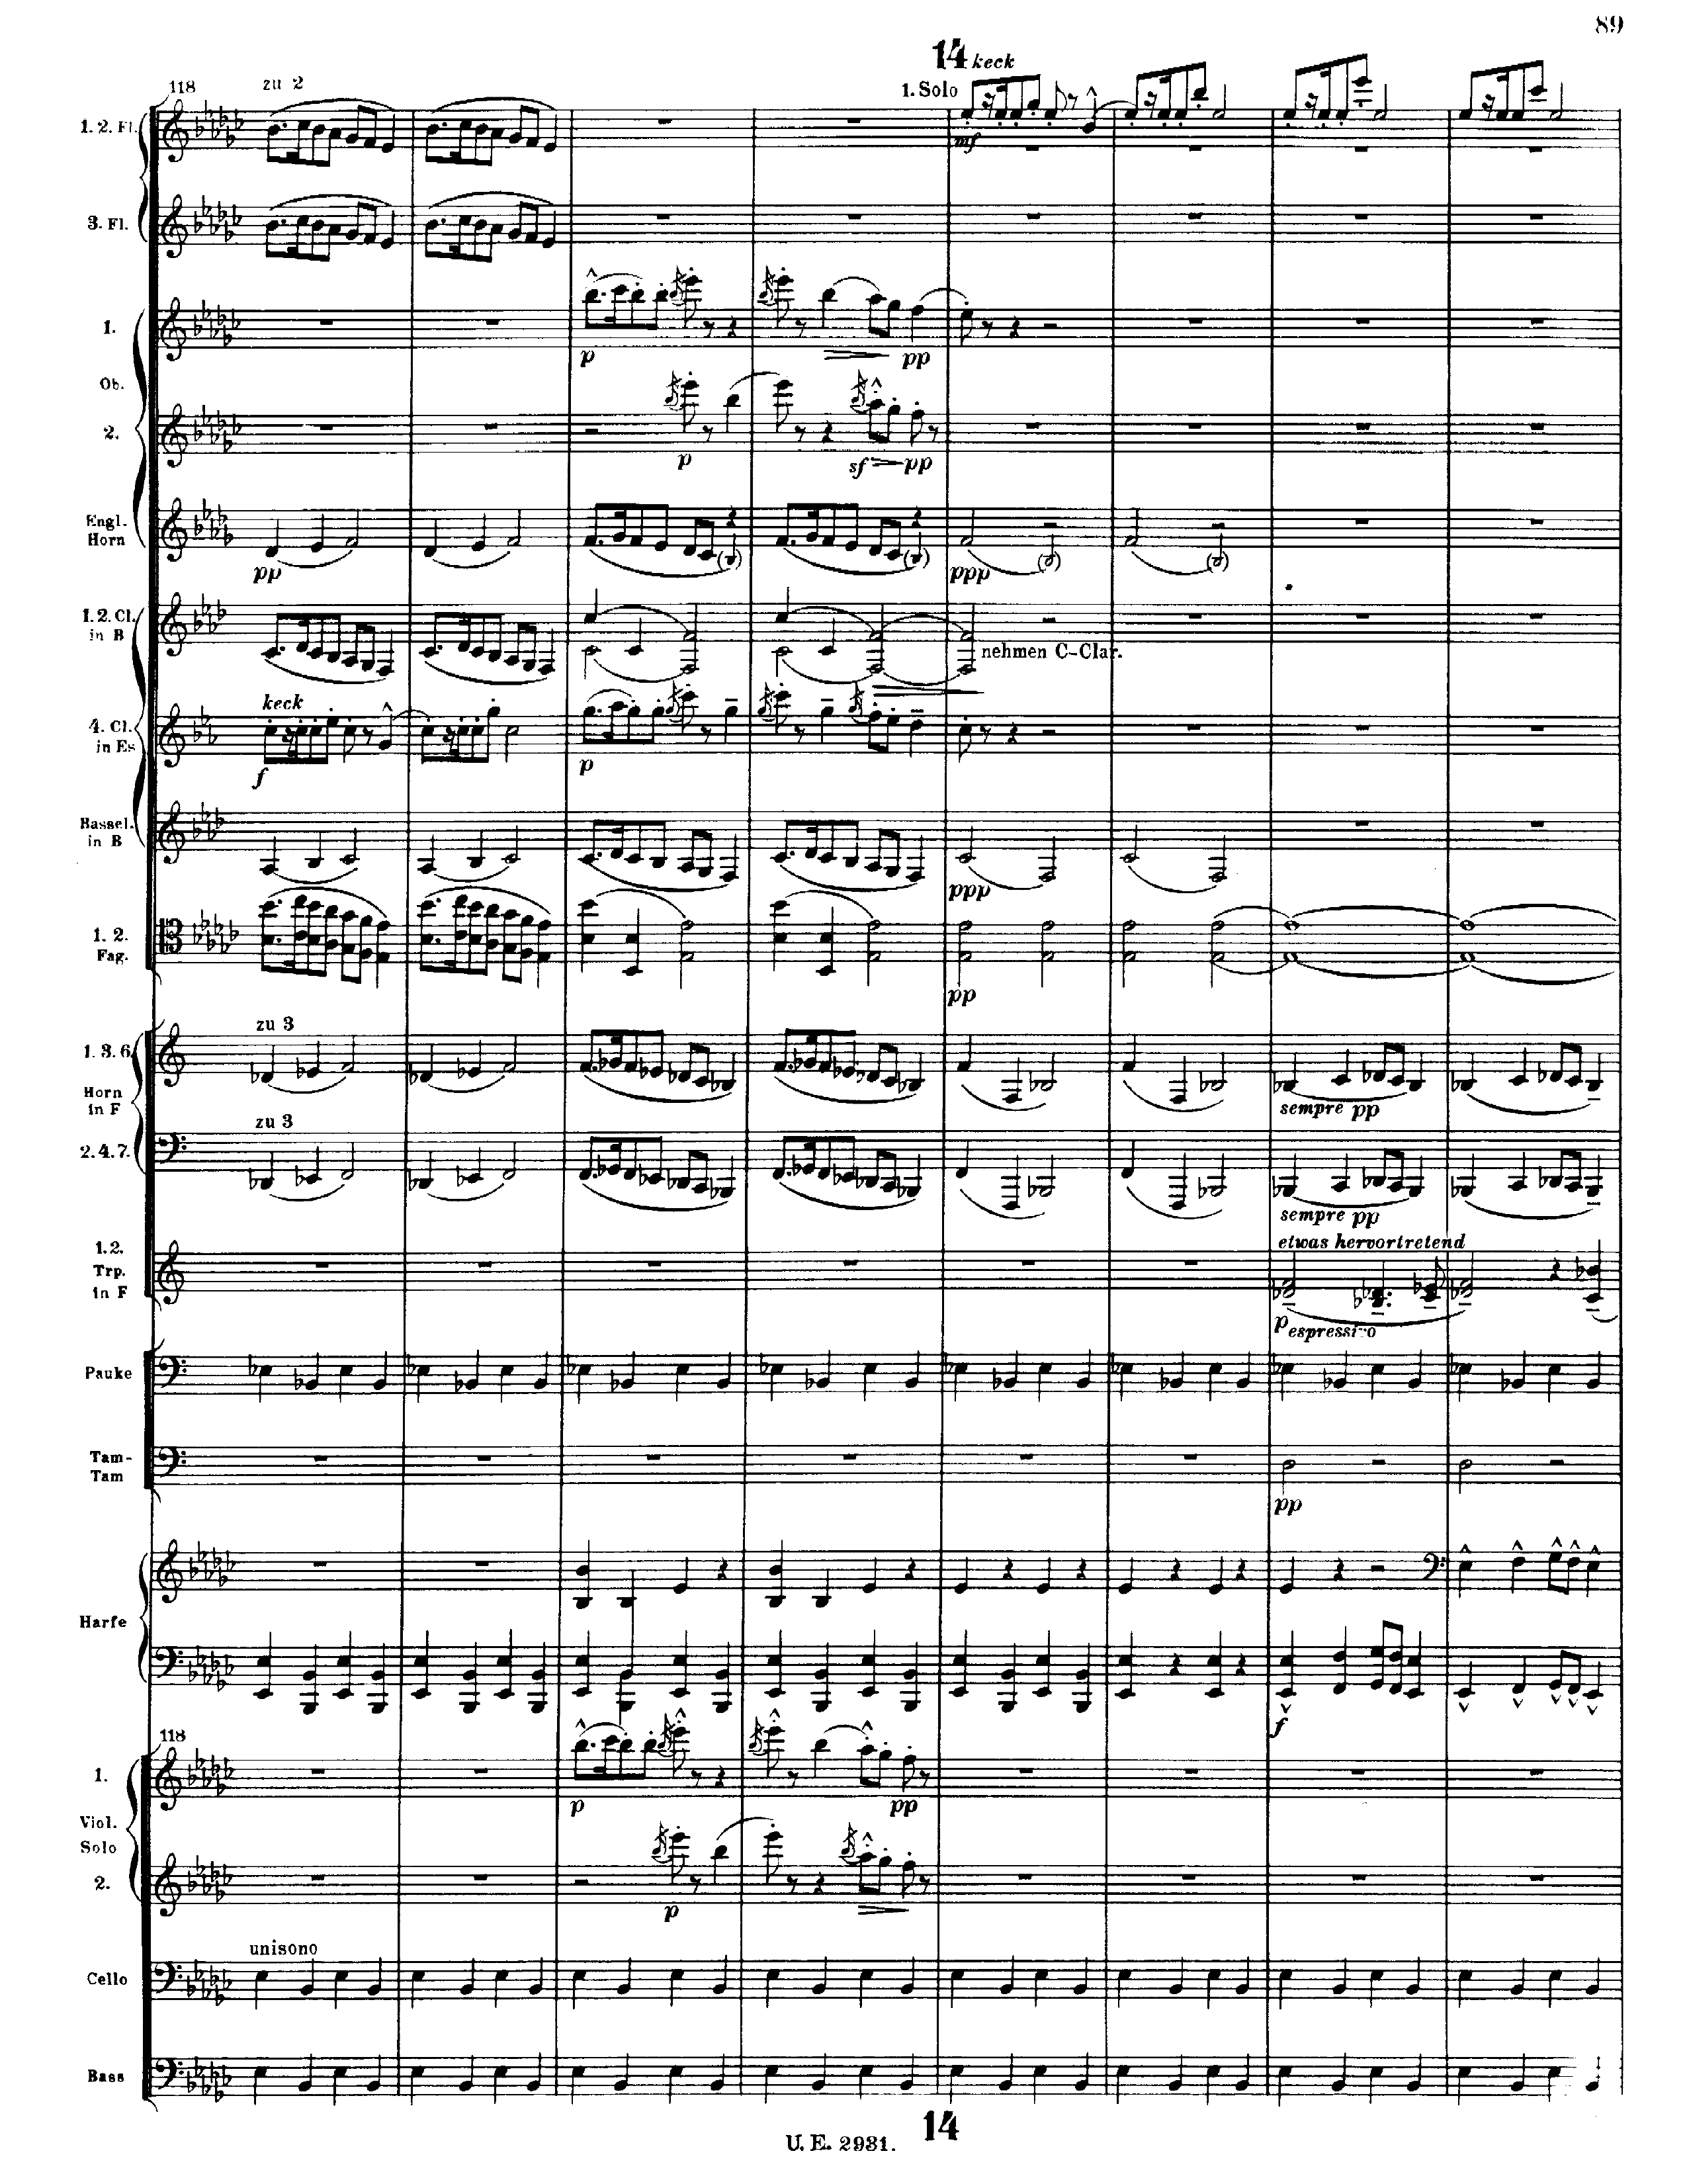 89
14 keck
118 zu 2
1. Solo
1. 2. Fl.
mf
3. Fl.
1.
p
pp
Ob.
2.
p
sf pp
Engl.
Horn
pp
ppp
1. 2. Cl.
in B
nehmen C-Clar.
keck
4. Cl.
in Es
f
p
Bassel.
in B
ppp
1. 2.
Fag.
pp
zu 3
1. 3. 6.
Horn
in F
sempre pp
zu 3
2. 4. 7.
sempre pp
etwas hervortretend
1. 2.
Trp.
in F
p espressivo
Pauke
Tam-
Tam
pp
Harfe
f
118
1.
p
pp
Viol.
Solo
2.
p
unisono
Cello
Bass
14
U. E. 2931.